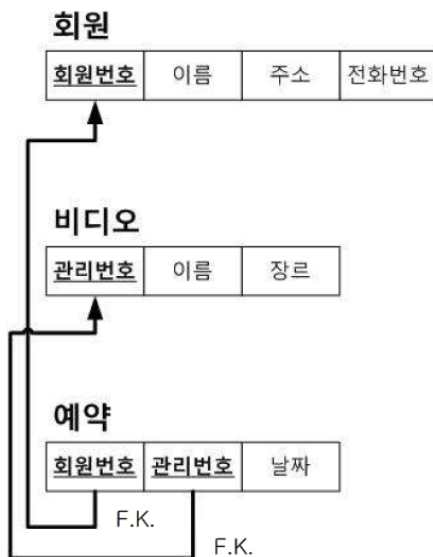 회원
회원번호 이름 주소 전화번호
비디오
관리번호 이름 장르
예약
회원번호 관리번호 날짜
F.K.
F.K.